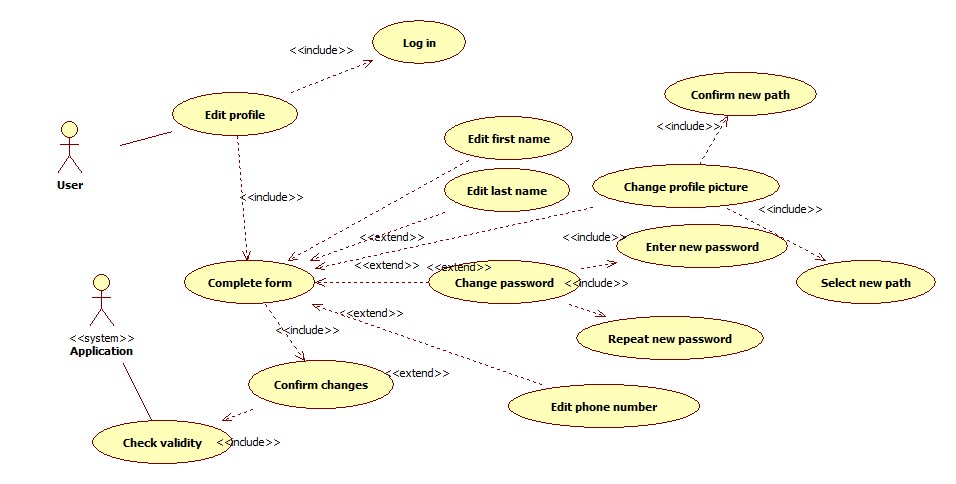 Log in
<<include>>
Confirm new path
Edit profile
<<include>>
Edit first name
User
Change profile picture
Edit last name
<<include>>
<<include>>
<<extend>>
<<include>>
Enter new password
<<extend>>
<<extend>>
Complete form
Change password
<<include>>
Select new path
<<extend>>
<<include>>
<<system>>
Application
Repeat new password
<<extend>>
Confirm changes
Edit phone number
Check validity
<<include>>